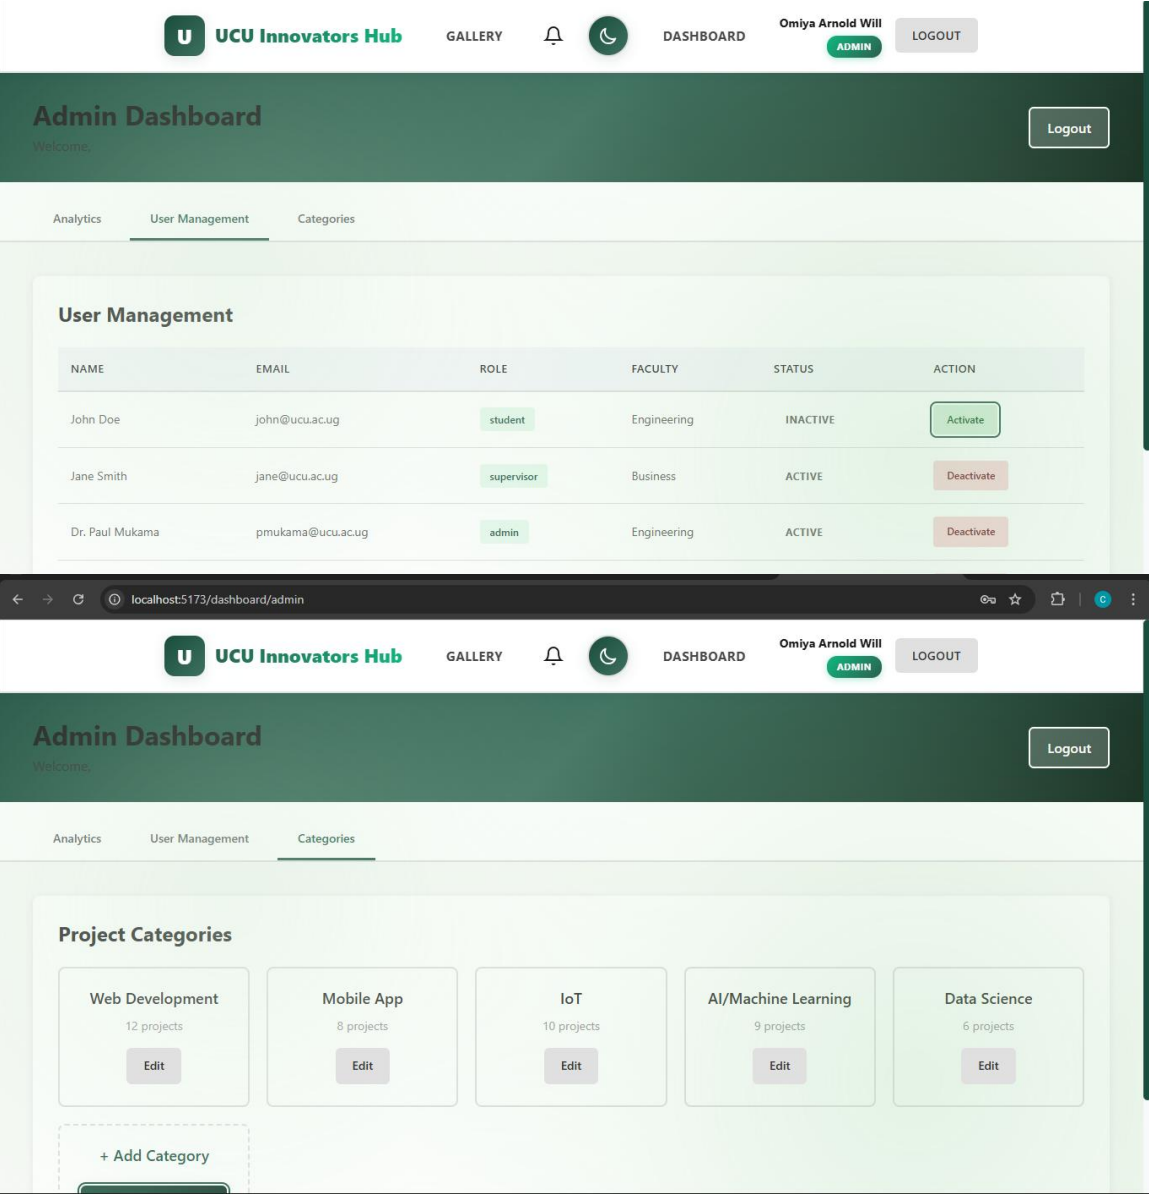 U UCU Innovators Hub GALLERY DASHBOARD Omiya Arnold Will ADMIN LOGOUT
Admin Dashboard
Welcome,
Logout
Analytics User Management Categories
User Management
NAME EMAIL ROLE FACULTY STATUS ACTION
John Doe john@ucu.ac.ug student Engineering INACTIVE Activate
Jane Smith jane@ucu.ac.ug supervisor Business ACTIVE Deactivate
Dr. Paul Mukama pmukama@ucu.ac.ug admin Engineering ACTIVE Deactivate
localhost:5173/dashboard/admin C
U UCU Innovators Hub GALLERY DASHBOARD Omiya Arnold Will ADMIN LOGOUT
Admin Dashboard
Welcome,
Logout
Analytics User Management Categories
Project Categories
Web Development Mobile App IoT AI/Machine Learning Data Science
12 projects 8 projects 10 projects 9 projects 6 projects
Edit Edit Edit Edit Edit
+ Add Category